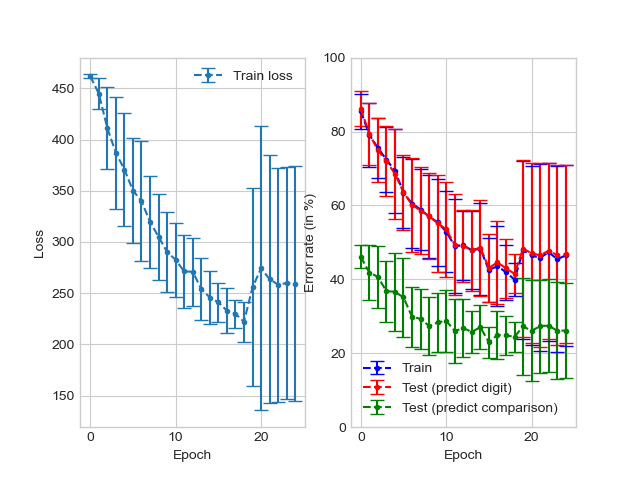 Train loss
450
400
350
300
250
200
150
0
10
20
Epoch
Loss
100
80
60
40
20
0
Train
Test (predict digit)
Test (predict comparison)
0
10
20
Epoch
Error rate (in %)